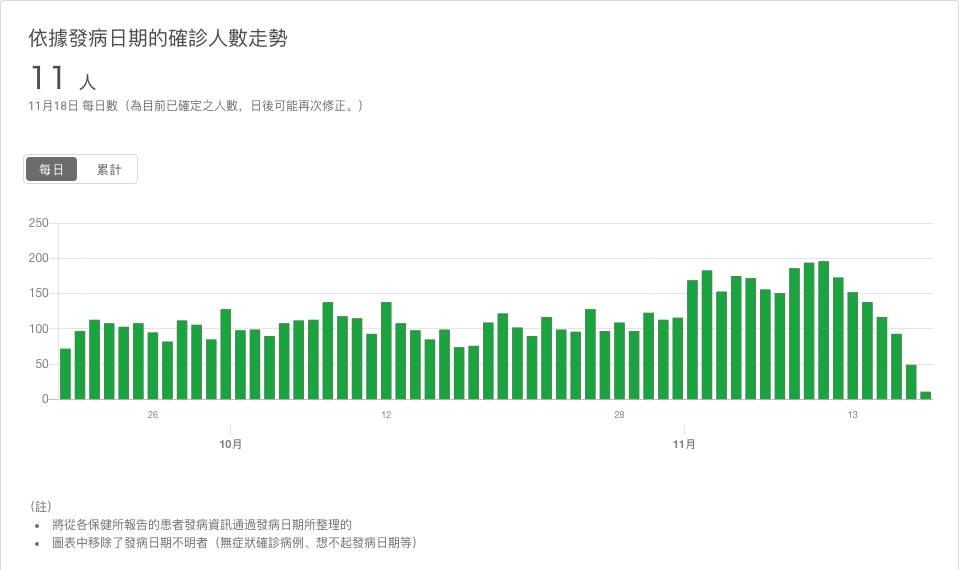 依據發病日期的確診人數走勢
11 人
11月18日 每日數（為目前已確定之人數，日後可能再次修正。）
每日 累計
250
200
150
100
50
0
26 12 28 13
10月 11月
（註）
• 將從各保健所報告的患者發病資訊通過發病日期所整理的
• 圖表中移除了發病日期不明者（無症狀確診病例、想不起發病日期等）